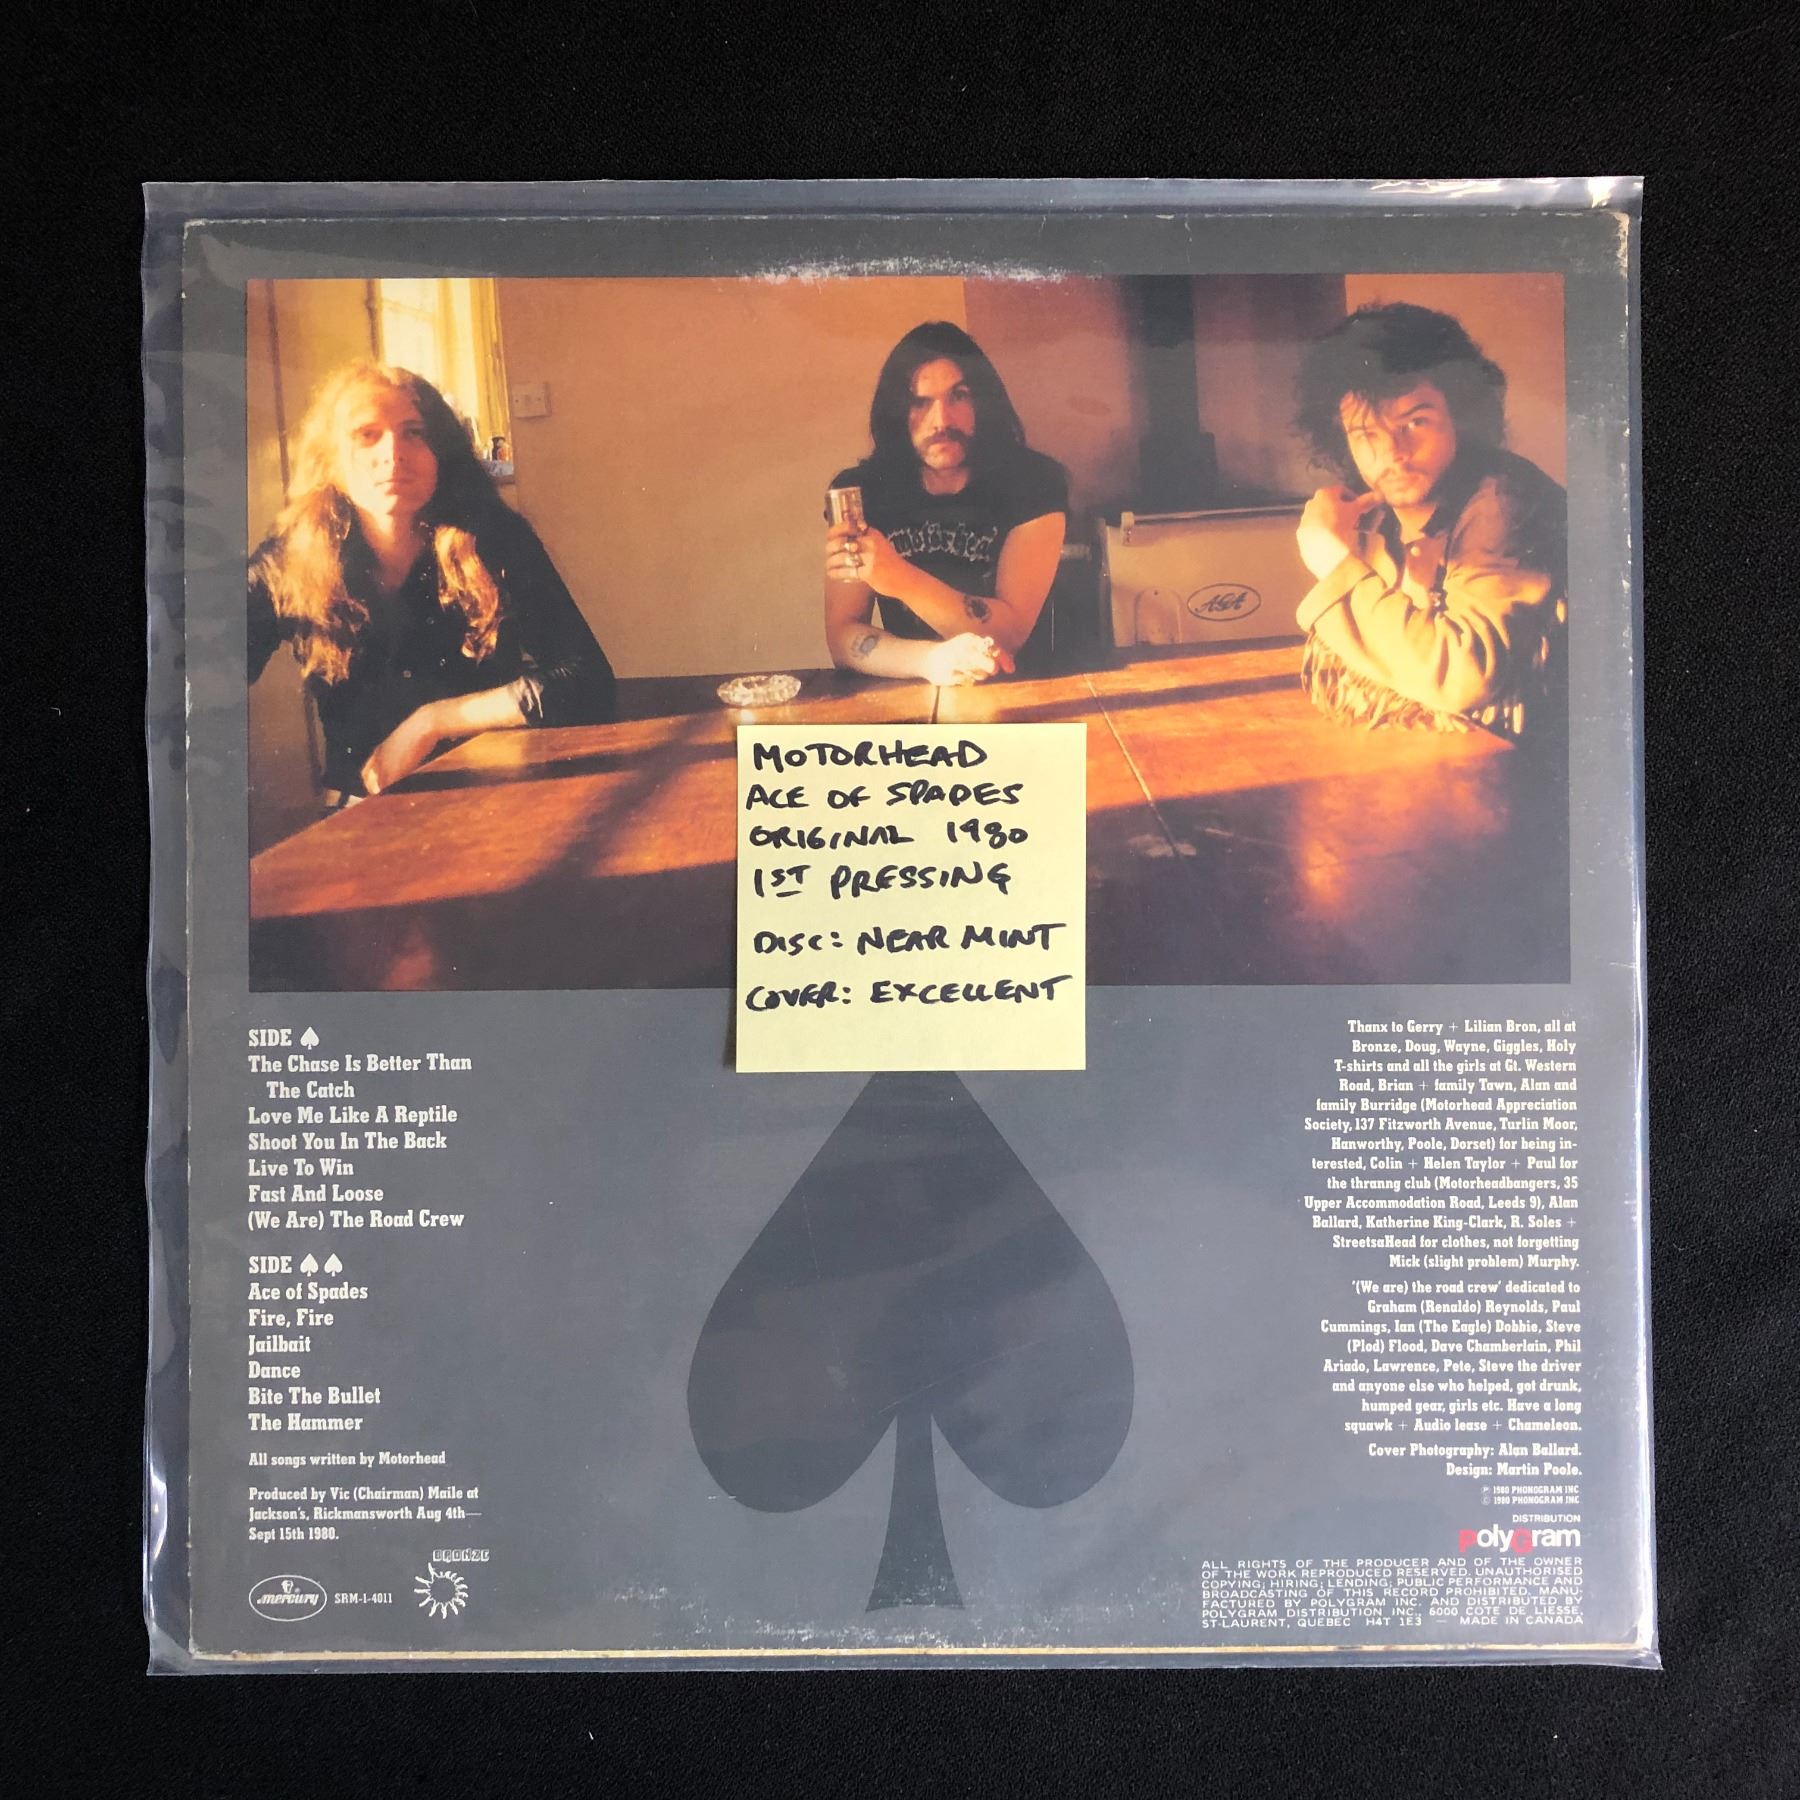 motörhead
AGA
MOTORHEAD
ACE OF SPADES
ORIGINAL 1980
1ST PRESSING
DISC: NEAR MINT
COVER: EXCELLENT
SIDE ♠
The Chase Is Better Than
The Catch
Love Me Like A Reptile
Shoot You In The Back
Live To Win
Fast And Loose
(We Are) The Road Crew
SIDE ♠♠
Ace of Spades
Fire, Fire
Jailbait
Dance
Bite The Bullet
The Hammer
All songs written by Motorhead
Produced by Vic (Chairman) Maile at
Jackson's, Rickmansworth Aug 4th—
Sept 15th 1980.
mercury
SRM-1-4011
BRONZE
Thanx to Gerry + Lilian Bron, all at
Bronze, Doug, Wayne, Giggles, Holy
T-shirts and all the girls at Gt. Western
Road, Brian + family Tawn, Alan and
family Burridge (Motorhead Appreciation
Society, 137 Fitzworth Avenue, Turlin Moor,
Hanworthy, Poole, Dorset) for being in-
terested, Colin + Helen Taylor + Paul for
the thranng club (Motorheadbangers, 35
Upper Accommodation Road, Leeds 9), Alan
Ballard, Katherine King-Clark, R. Soles +
StreetsaHead for clothes, not forgetting
Mick (slight problem) Murphy.
'(We are) the road crew' dedicated to
Graham (Renaldo) Reynolds, Paul
Cummings, Ian (The Eagle) Dobbie, Steve
(Plod) Flood, Dave Chamberlain, Phil
Ariado, Lawrence, Pete, Steve the driver
and anyone else who helped, got drunk,
humped gear, girls etc. Have a long
squawk + Audio lease + Chameleon.
Cover Photography: Alan Ballard.
Design: Martin Poole.
℗ 1980 PHONOGRAM INC
© 1980 PHONOGRAM INC
DISTRIBUTION
polyGram
ALL RIGHTS OF THE PRODUCER AND OF THE OWNER
OF THE WORK REPRODUCED RESERVED. UNAUTHORISED
COPYING; HIRING; LENDING; PUBLIC PERFORMANCE AND
BROADCASTING OF THIS RECORD PROHIBITED. MANU-
FACTURED BY POLYGRAM INC. AND DISTRIBUTED BY
POLYGRAM DISTRIBUTION INC., 6000 COTE DE LIESSE,
ST-LAURENT, QUEBEC H4T 1E3 — MADE IN CANADA